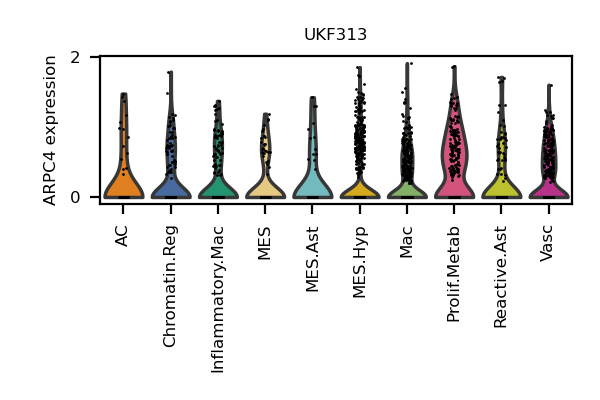 UKF313
ARPC4 expression
2
0
AC
Chromatin.Reg
Inflammatory.Mac
MES
MES.Ast
MES.Hyp
Mac
Prolif.Metab
Reactive.Ast
Vasc